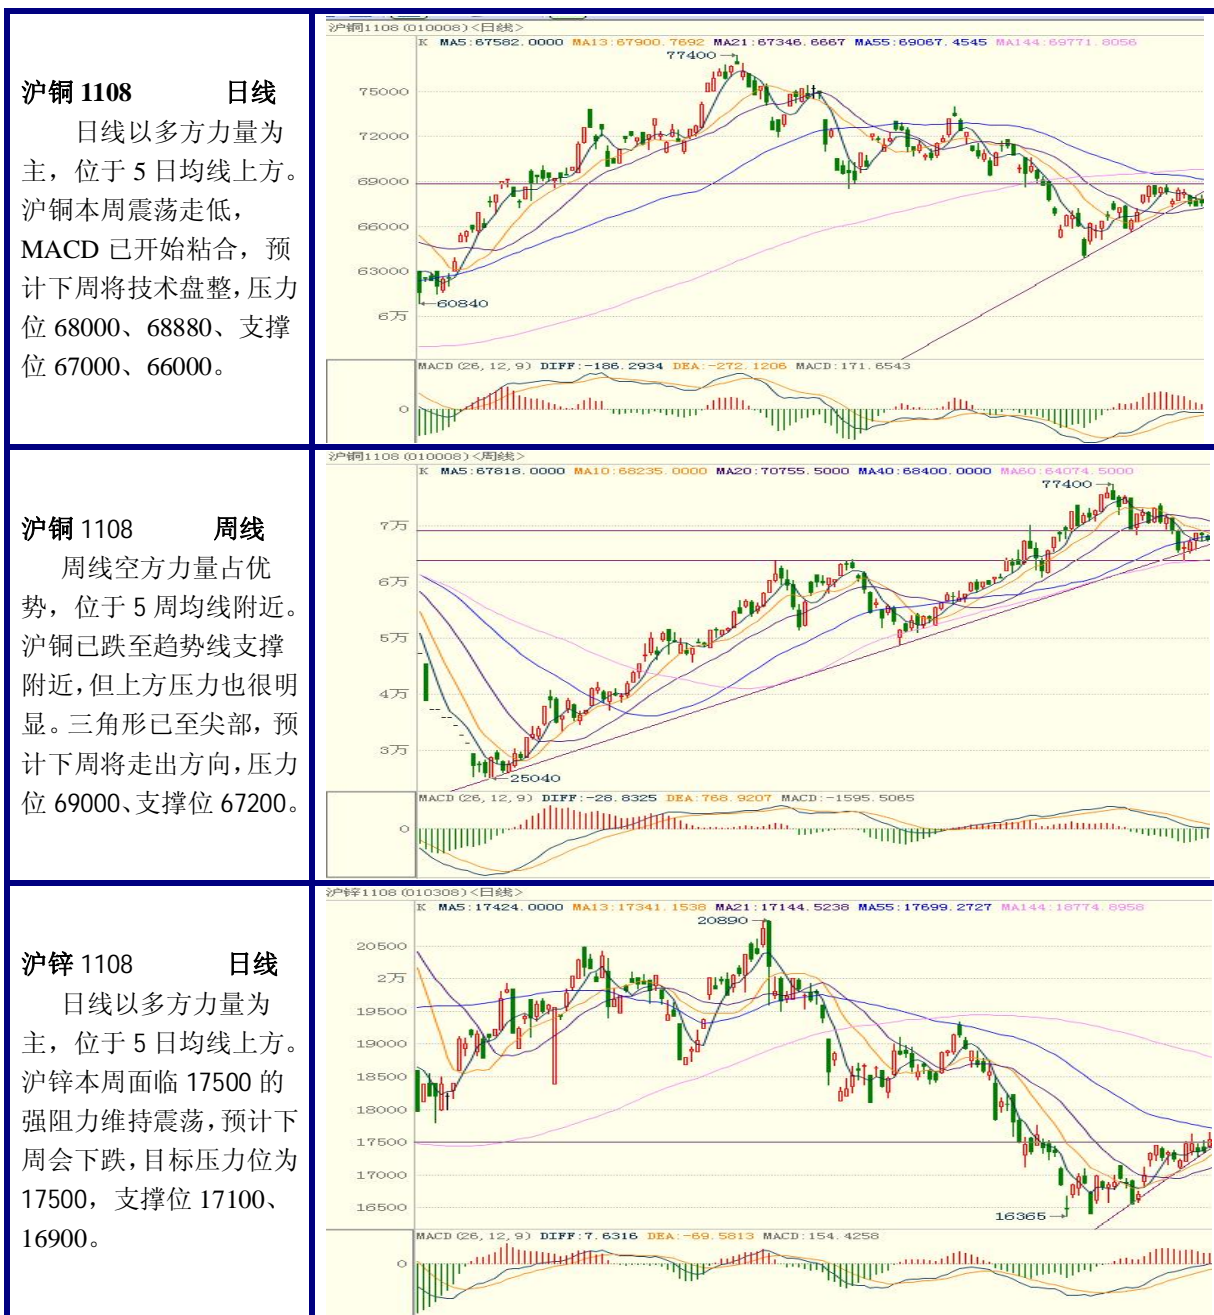 沪铜 1108 日线
日线以多方力量为
主，位于 5 日均线上方。
沪铜本周震荡走低，
MACD 已开始粘合，预
计下周将技术盘整，压力
位 68000、68880、支撑
位 67000、66000。
沪铜1108 (010008)<日线>
K MA5:67582.0000 MA13:67900.7692 MA21:67346.6667 MA55:69067.4545 MA144:69771.8056
77400
75000
72000
69000
66000
63000
60840
6万
MACD(26,12,9) DIFF:-186.2934 DEA:-272.1206 MACD:171.6543
0
沪铜 1108 周线
周线空方力量占优
势，位于 5 周均线附近。
沪铜已跌至趋势线支撑
附近，但上方压力也很明
显。三角形已至尖部，预
计下周将走出方向，压力
位 69000、支撑位 67200。
沪铜1108 (010008)<周线>
K MA5:67818.0000 MA10:68235.0000 MA20:70755.5000 MA40:68400.0000 MA60:64074.5000
77400
7万
6万
5万
4万
3万
25040
MACD(26,12,9) DIFF:-28.8325 DEA:768.9207 MACD:-1595.5065
0
沪锌 1108 日线
日线以多方力量为
主，位于 5 日均线上方。
沪锌本周面临 17500 的
强阻力维持震荡，预计下
周会下跌，目标压力位为
17500，支撑位 17100、
16900。
沪锌1108 (010308)<日线>
K MA5:17424.0000 MA13:17341.1538 MA21:17144.5238 MA55:17699.2727 MA144:18774.8958
20890
20500
2万
19500
19000
18500
18000
17500
17000
16500
16365
MACD(26,12,9) DIFF:7.6316 DEA:-69.5813 MACD:154.4258
0